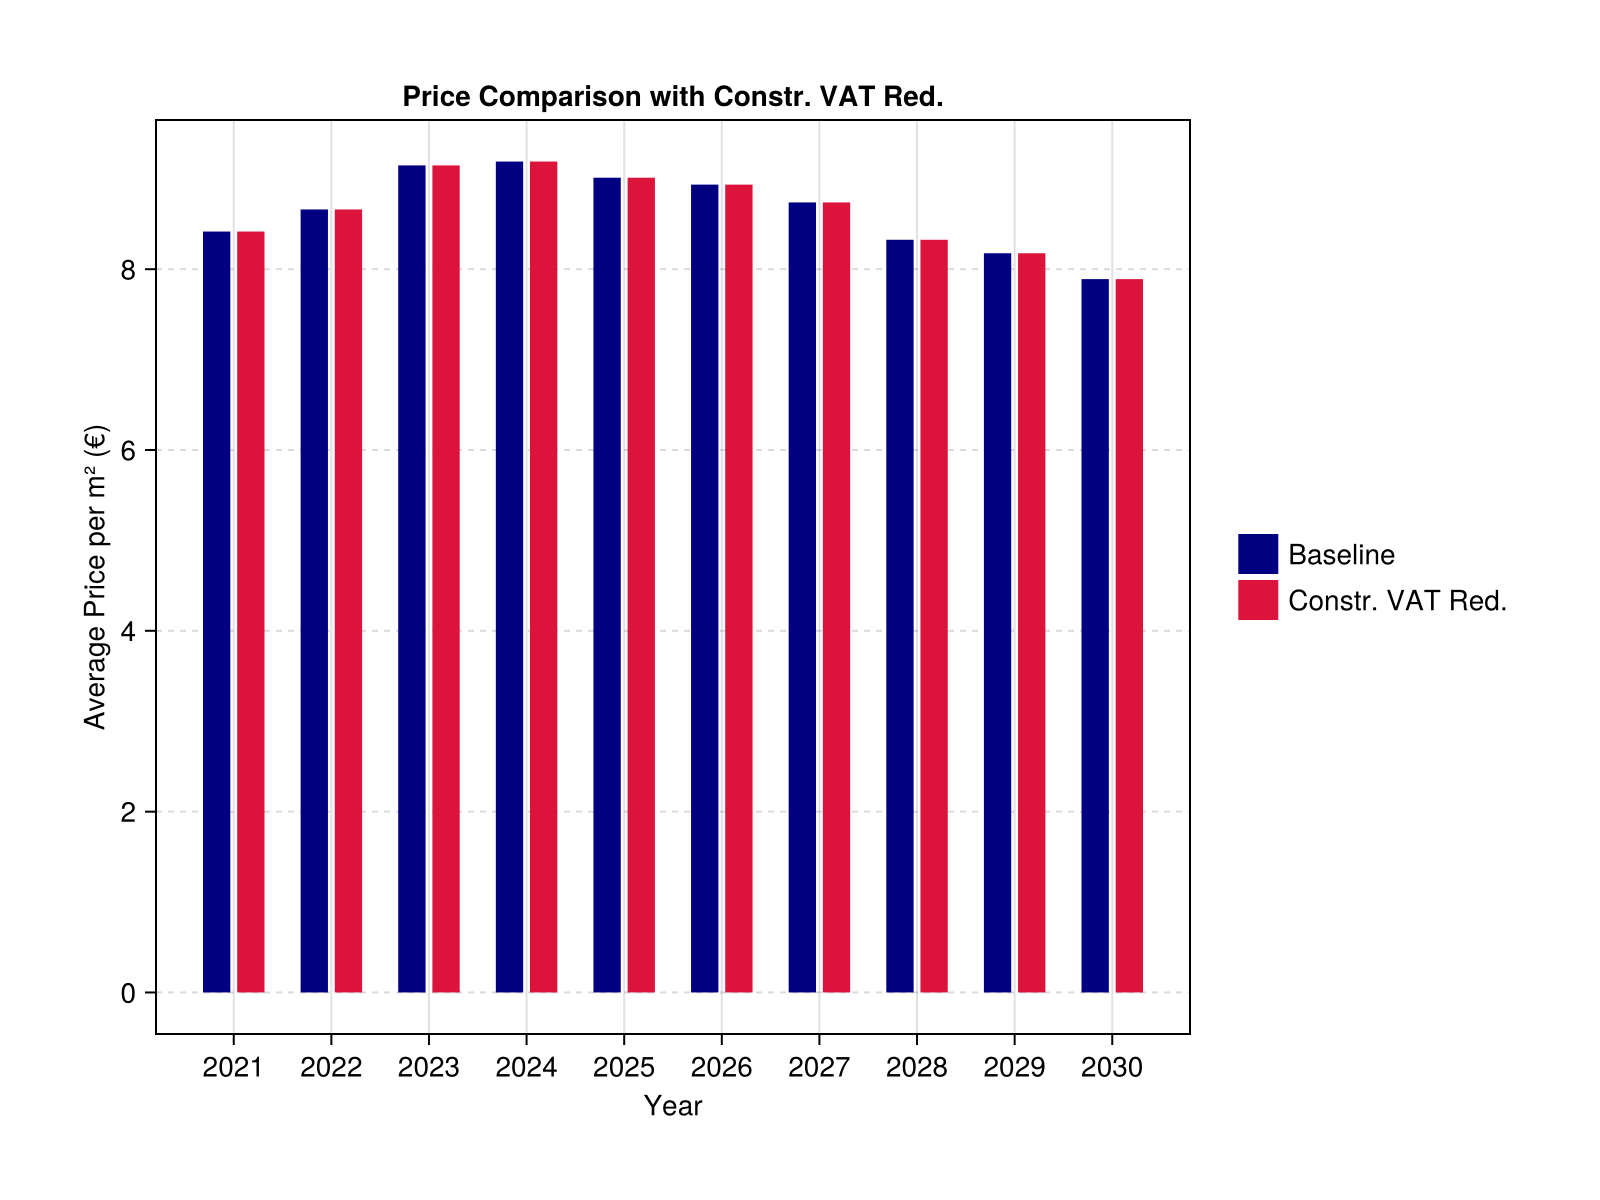 Price Comparison with Constr. VAT Red.
Average Price per m² (€)
8
6
4
2
0
2021 2022 2023 2024 2025 2026 2027 2028 2029 2030
Year
Baseline
Constr. VAT Red.